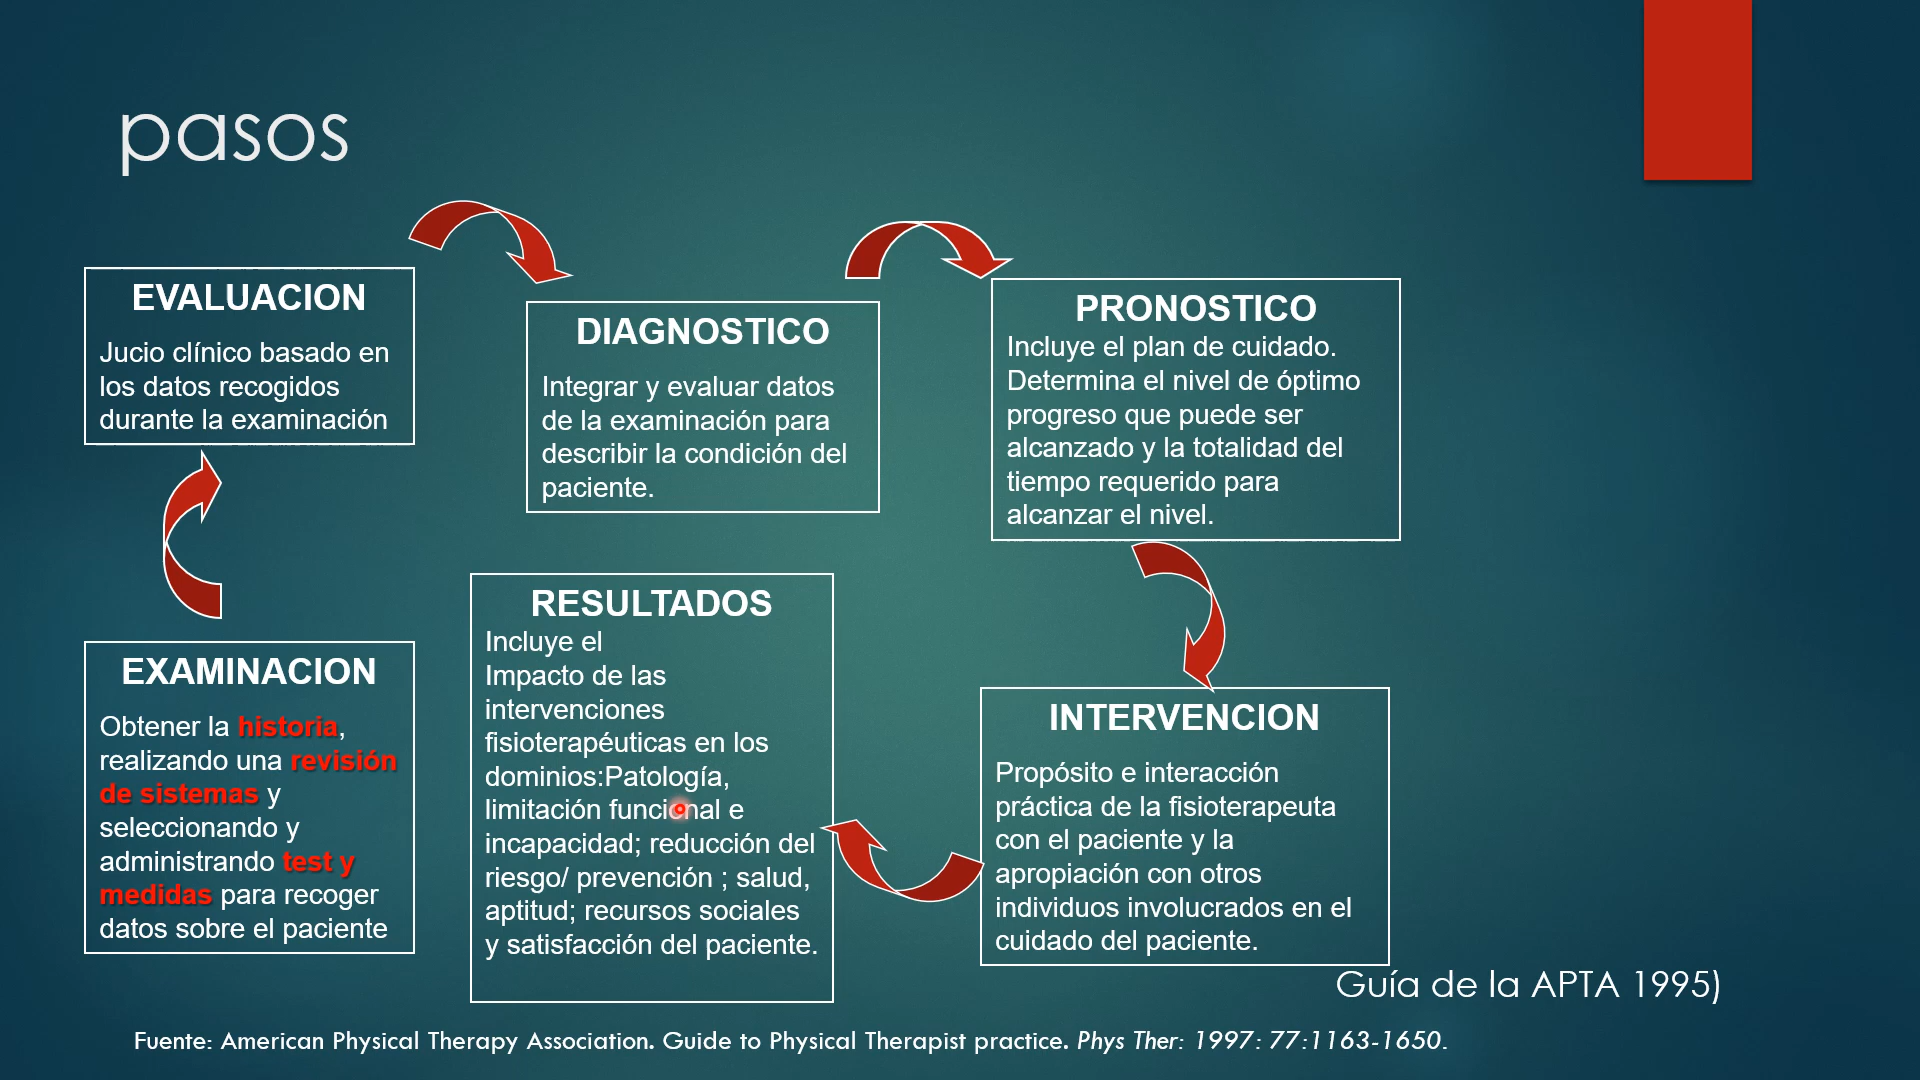 pasos
EVALUACION
Jucio clínico basado en
los datos recogidos
durante la examinación
DIAGNOSTICO
Integrar y evaluar datos
de la examinación para
describir la condición del
paciente.
PRONOSTICO
Incluye el plan de cuidado.
Determina el nivel de óptimo
progreso que puede ser
alcanzado y la totalidad del
tiempo requerido para
alcanzar el nivel.
EXAMINACION
Obtener la historia,
realizando una revisión
de sistemas y
seleccionando y
administrando test y
medidas para recoger
datos sobre el paciente
RESULTADOS
Incluye el
Impacto de las
intervenciones
fisioterapéuticas en los
dominios:Patología,
limitación funcional e
incapacidad; reducción del
riesgo/ prevención ; salud,
aptitud; recursos sociales
y satisfacción del paciente.
INTERVENCION
Propósito e interacción
práctica de la fisioterapeuta
con el paciente y la
apropiación con otros
individuos involucrados en el
cuidado del paciente.
Guía de la APTA 1995)
Fuente: American Physical Therapy Association. Guide to Physical Therapist practice. Phys Ther: 1997: 77:1163-1650.